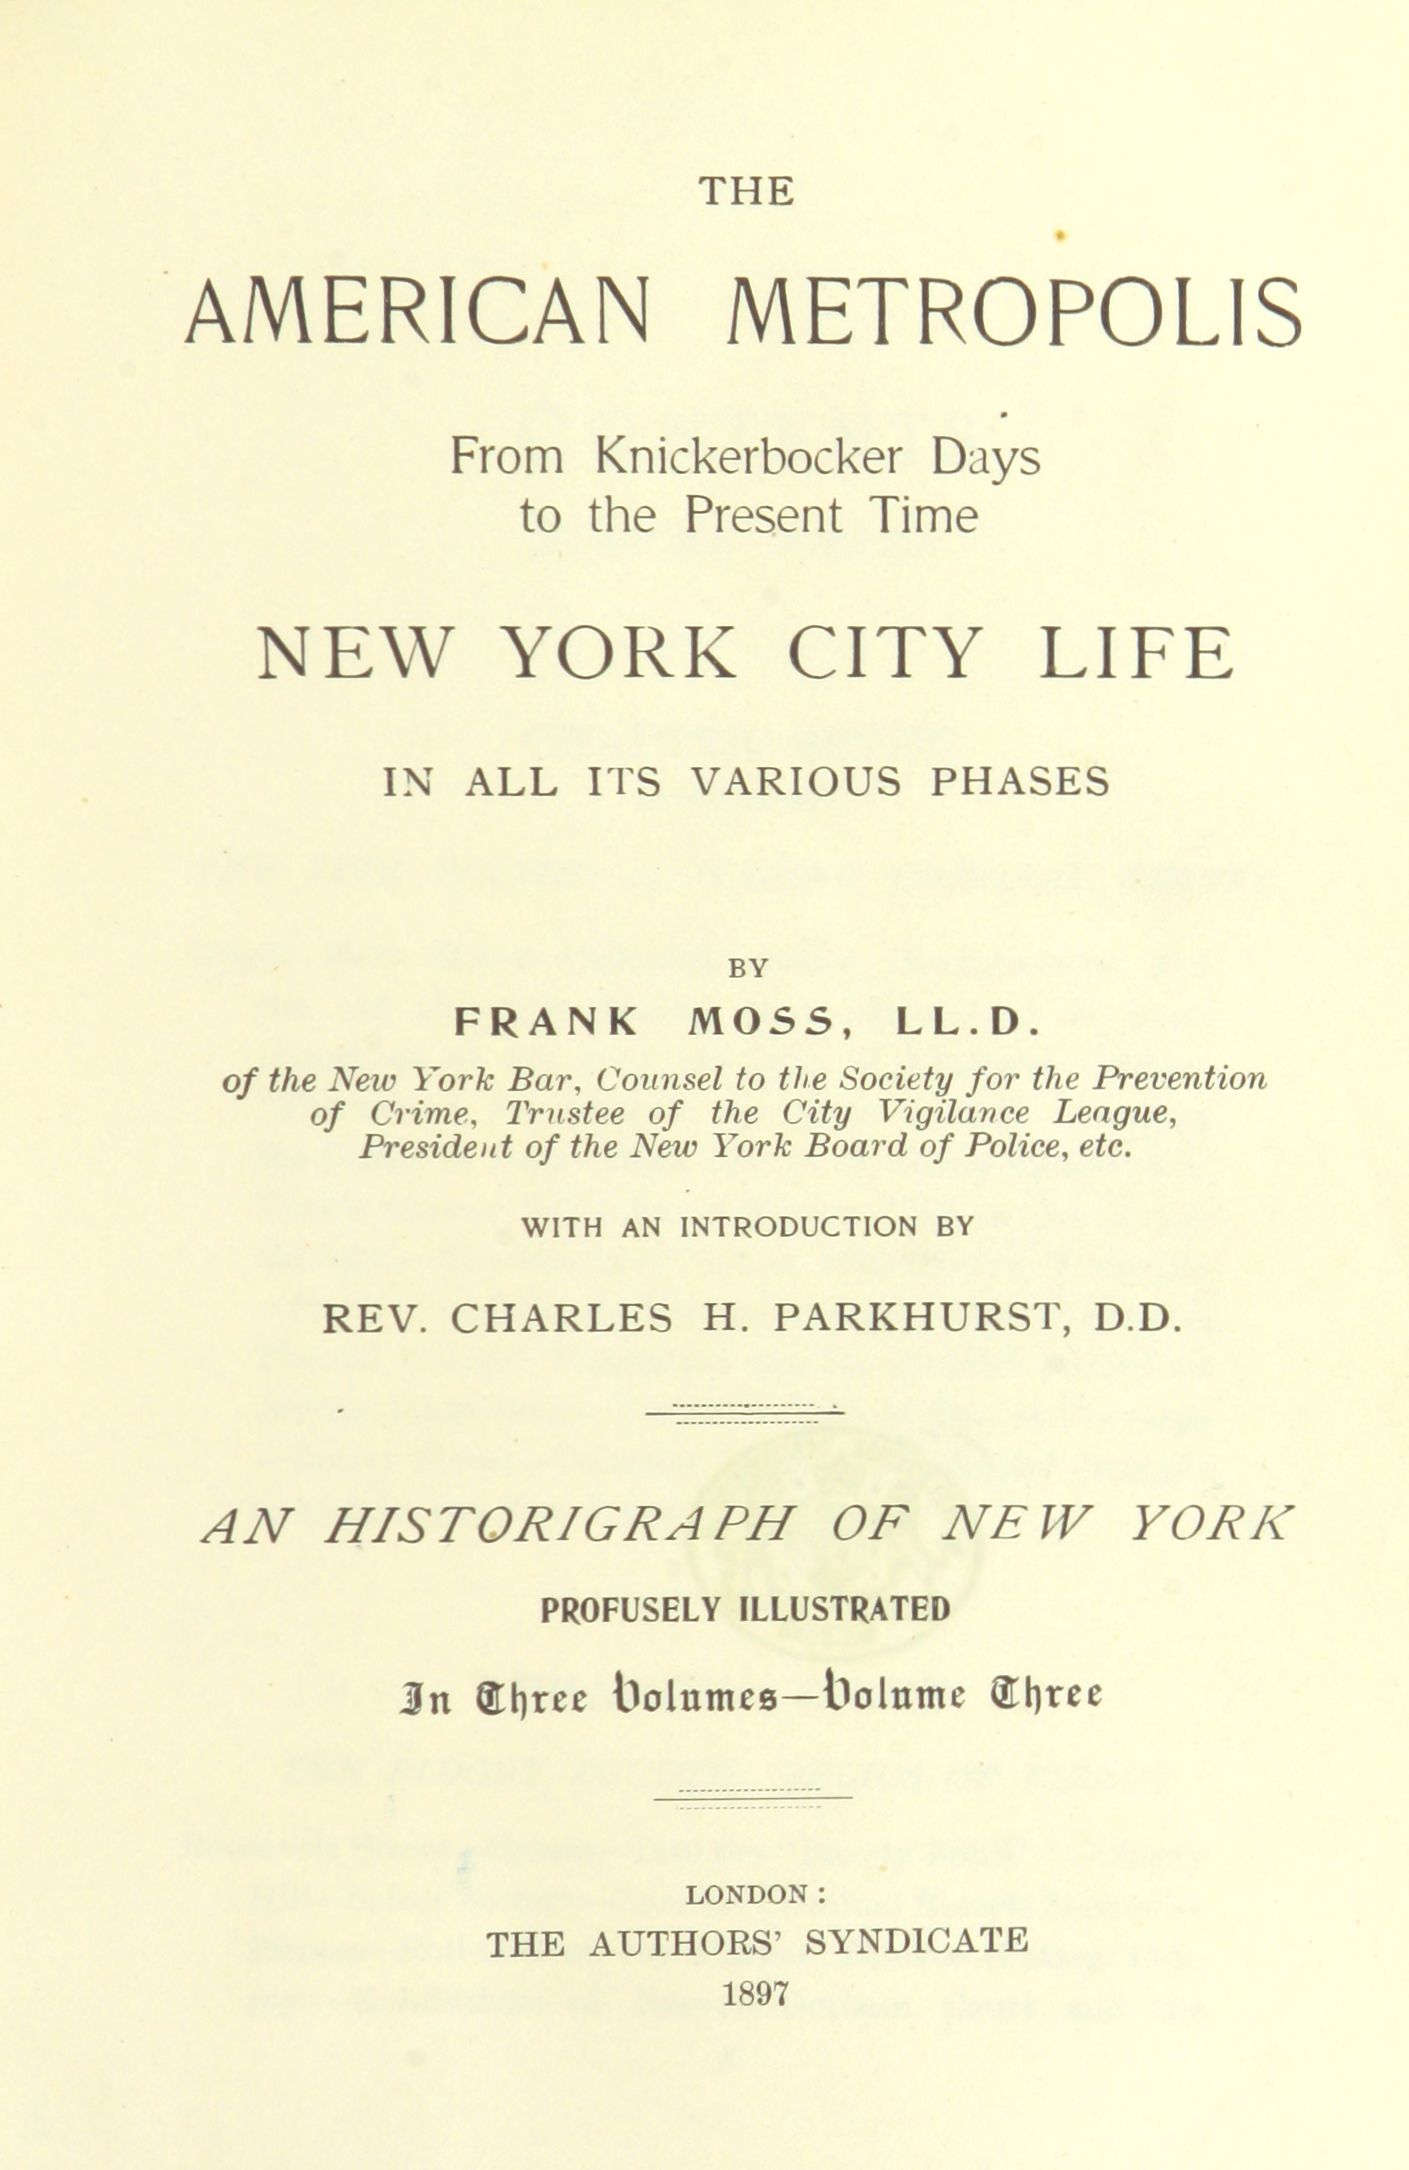 THE
AMERICAN METROPOLIS
From Knickerbocker Days
to the Present Time
NEW YORK CITY LIFE
IN ALL ITS VARIOUS PHASES
BY
FRANK MOSS, LL.D.
of the New York Bar, Counsel to the Society for the Prevention
of Crime, Trustee of the City Vigilance League,
President of the New York Board of Police, etc.
WITH AN INTRODUCTION BY
REV. CHARLES H. PARKHURST, D.D.
AN HISTORIGRAPH OF NEW YORK
PROFUSELY ILLUSTRATED
In Three Volumes—Volume Three
LONDON:
THE AUTHORS' SYNDICATE
1897